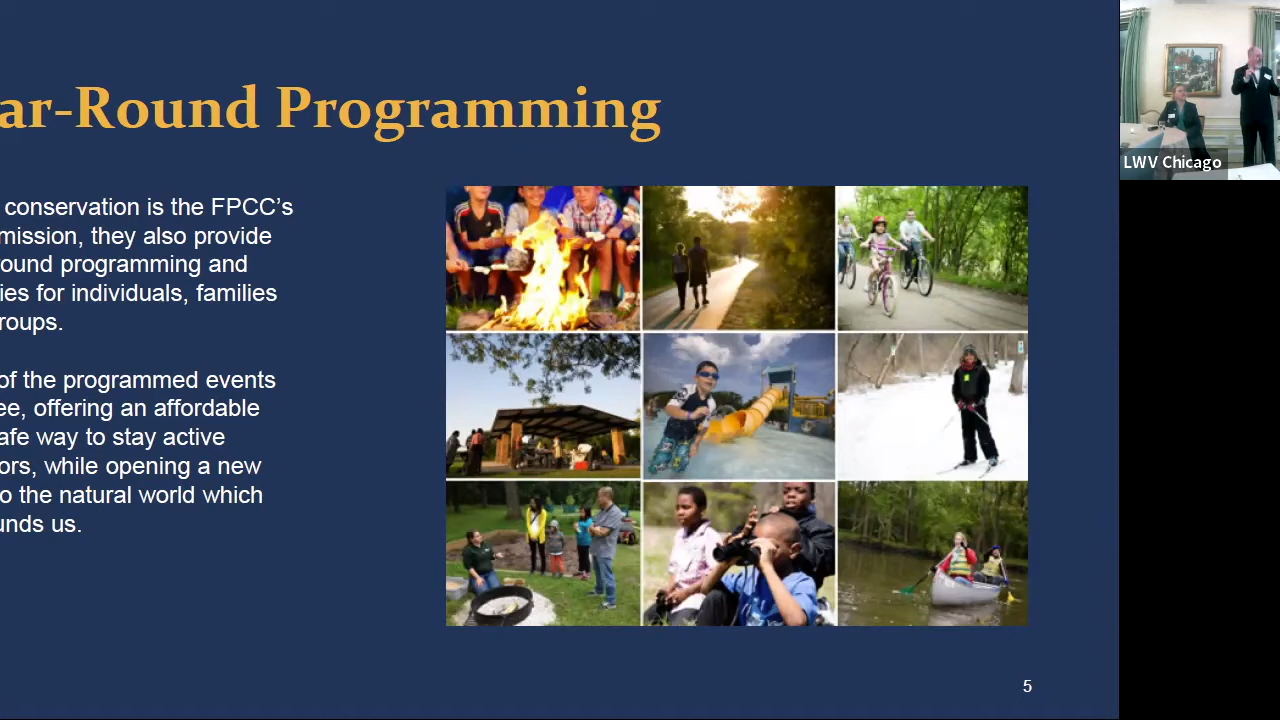 ar-Round Programming
conservation is the FPCC's
mission, they also provide
round programming and
ies for individuals, families
roups.
of the programmed events
ee, offering an affordable
afe way to stay active
ors, while opening a new
o the natural world which
unds us.
5
LWV Chicago